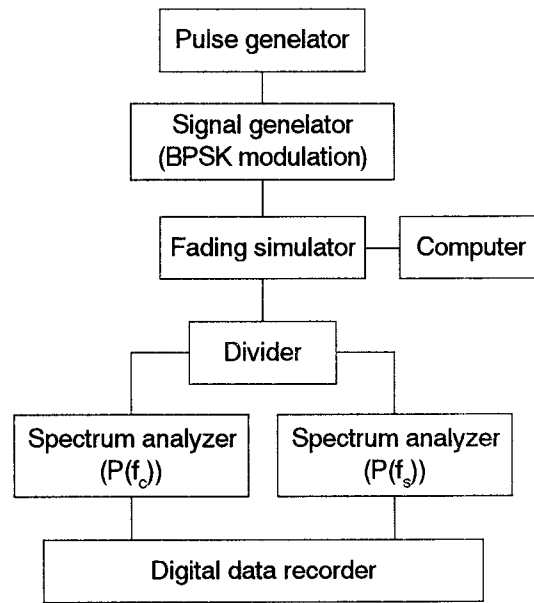 Pulse genelator
Signal genelator
(BPSK modulation)
Fading simulator
Computer
Divider
Spectrum analyzer
(P(fc))
Spectrum analyzer
(P(fs))
Digital data recorder